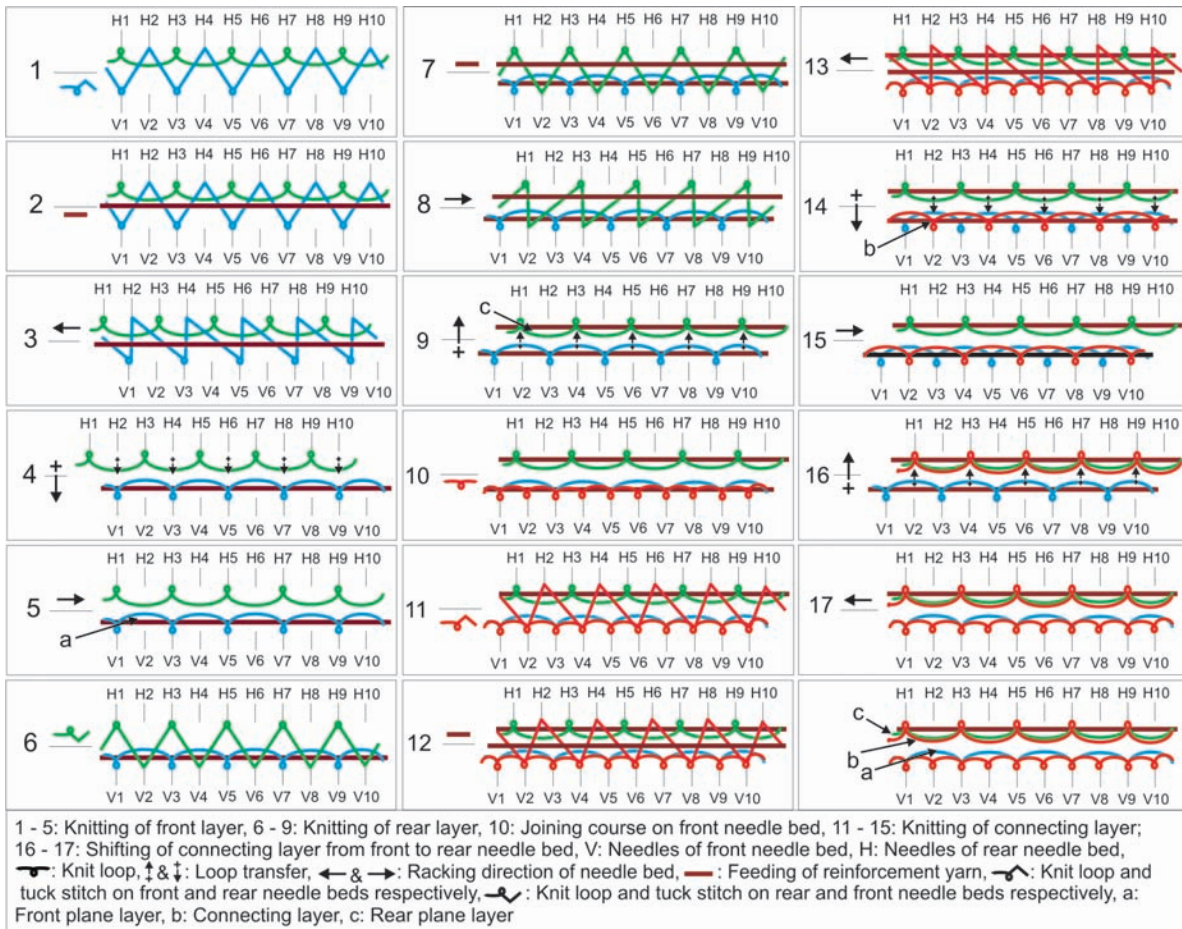 H1 H2 H3 H4 H5 H6 H7 H8 H9 H10
1
V1 V2 V3 V4 V5 V6 V7 V8 V9 V10
H1 H2 H3 H4 H5 H6 H7 H8 H9 H10
2
V1 V2 V3 V4 V5 V6 V7 V8 V9 V10
H1 H2 H3 H4 H5 H6 H7 H8 H9 H10
3
V1 V2 V3 V4 V5 V6 V7 V8 V9 V10
H1 H2 H3 H4 H5 H6 H7 H8 H9 H10
4
V1 V2 V3 V4 V5 V6 V7 V8 V9 V10
H1 H2 H3 H4 H5 H6 H7 H8 H9 H10
5
a
V1 V2 V3 V4 V5 V6 V7 V8 V9 V10
H1 H2 H3 H4 H5 H6 H7 H8 H9 H10
6
V1 V2 V3 V4 V5 V6 V7 V8 V9 V10
H1 H2 H3 H4 H5 H6 H7 H8 H9 H10
7
V1 V2 V3 V4 V5 V6 V7 V8 V9 V10
H1 H2 H3 H4 H5 H6 H7 H8 H9 H10
8
V1 V2 V3 V4 V5 V6 V7 V8 V9 V10
H1 H2 H3 H4 H5 H6 H7 H8 H9 H10
c
9
V1 V2 V3 V4 V5 V6 V7 V8 V9 V10
H1 H2 H3 H4 H5 H6 H7 H8 H9 H10
10
V1 V2 V3 V4 V5 V6 V7 V8 V9 V10
H1 H2 H3 H4 H5 H6 H7 H8 H9 H10
11
V1 V2 V3 V4 V5 V6 V7 V8 V9 V10
H1 H2 H3 H4 H5 H6 H7 H8 H9 H10
12
V1 V2 V3 V4 V5 V6 V7 V8 V9 V10
H1 H2 H3 H4 H5 H6 H7 H8 H9 H10
13
V1 V2 V3 V4 V5 V6 V7 V8 V9 V10
H1 H2 H3 H4 H5 H6 H7 H8 H9 H10
14
b
V1 V2 V3 V4 V5 V6 V7 V8 V9 V10
H1 H2 H3 H4 H5 H6 H7 H8 H9 H10
15
V1 V2 V3 V4 V5 V6 V7 V8 V9 V10
H1 H2 H3 H4 H5 H6 H7 H8 H9 H10
16
V1 V2 V3 V4 V5 V6 V7 V8 V9 V10
H1 H2 H3 H4 H5 H6 H7 H8 H9 H10
17
V1 V2 V3 V4 V5 V6 V7 V8 V9 V10
H1 H2 H3 H4 H5 H6 H7 H8 H9 H10
c
b
a
V1 V2 V3 V4 V5 V6 V7 V8 V9 V10
1 - 5: Knitting of front layer, 6 - 9: Knitting of rear layer, 10: Joining course on front needle bed, 11 - 15: Knitting of connecting layer;
16 - 17: Shifting of connecting layer from front to rear needle bed, V: Needles of front needle bed, H: Needles of rear needle bed,
: Knit loop, & : Loop transfer, & : Racking direction of needle bed, : Feeding of reinforcement yarn, : Knit loop and
tuck stitch on front and rear needle beds respectively, : Knit loop and tuck stitch on rear and front needle beds respectively, a:
Front plane layer, b: Connecting layer, c: Rear plane layer